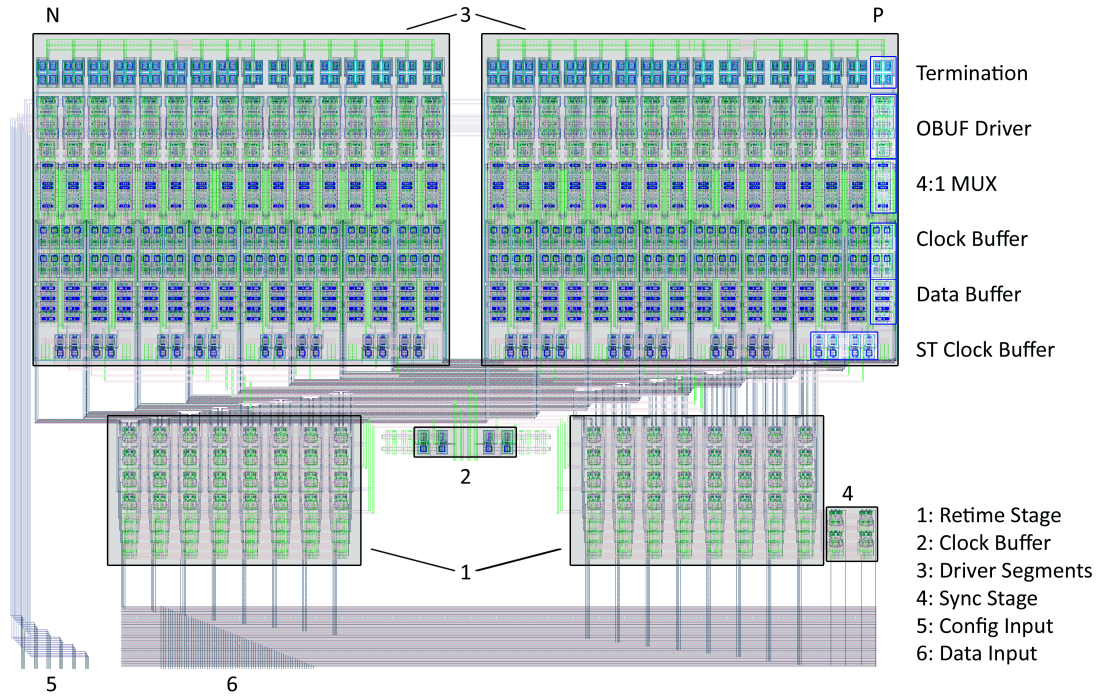 N
3
P
Termination
OBUF Driver
4:1 MUX
Clock Buffer
Data Buffer
ST Clock Buffer
2
4
1
1: Retime Stage
2: Clock Buffer
3: Driver Segments
4: Sync Stage
5: Config Input
6: Data Input
5
6